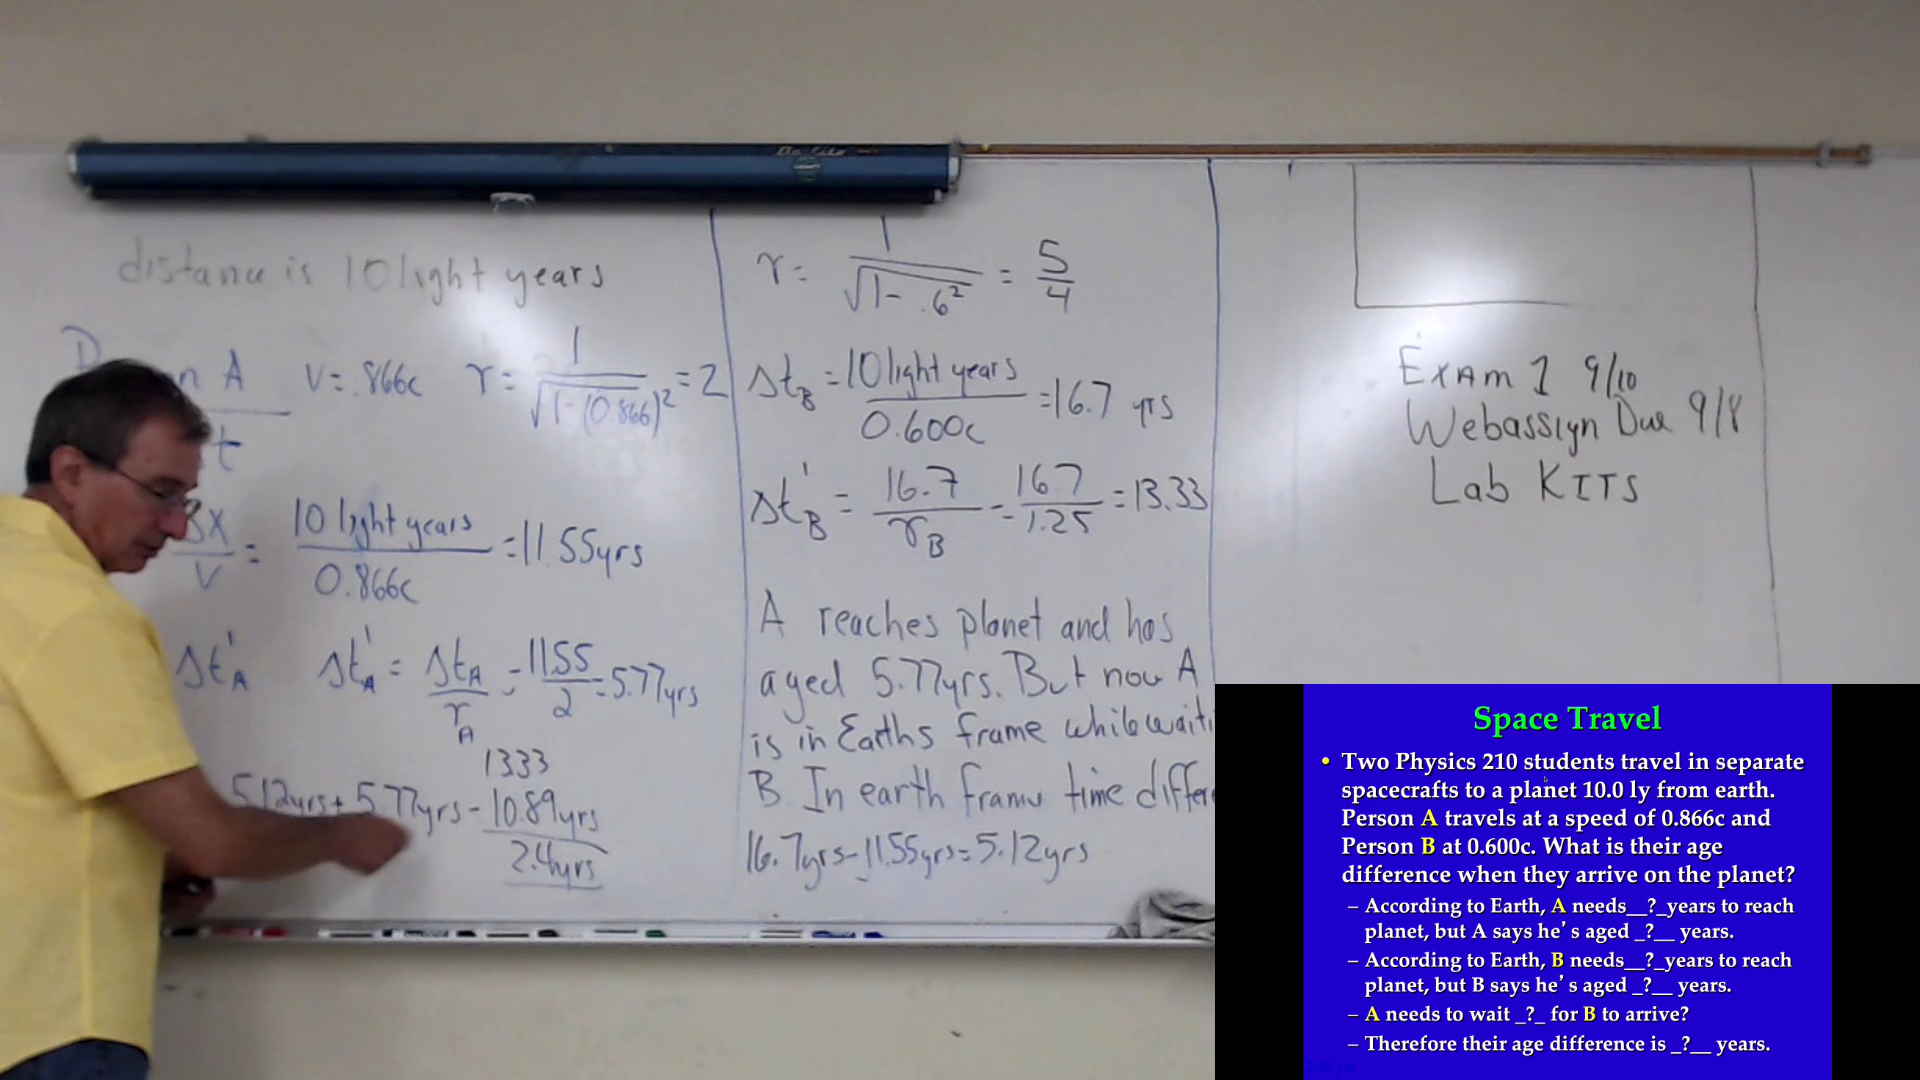 distance is 10 light years
n A V= .866c γ = 1 / √1-(0.866)² = 2
t
ΔX / V = 10 light years / 0.866c = 11.55yrs
Δt'A Δt'A = ΔtA / γA = 11.55 / 2 = 5.77yrs
1333
5.12yrs + 5.77yrs = 10.89yrs
2.4yrs
γ = 1 / √1- .6² = 5/4
ΔtB = 10 light years / 0.600c = 16.7 yrs
Δt'B = 16.7 / γB = 16.7 / 1.25 = 13.33
A reaches planet and has
aged 5.77yrs. But now A
is in Earths frame while waiti
B. In earth frame time differ
16.7yrs - 11.55yrs = 5.12yrs
Exam 1 9/10
Webassign Due 9/8
Lab KITS
Space Travel
• Two Physics 210 students travel in separate
spacecrafts to a planet 10.0 ly from earth.
Person A travels at a speed of 0.866c and
Person B at 0.600c. What is their age
difference when they arrive on the planet?
– According to Earth, A needs__?_years to reach
planet, but A says he's aged _?__ years.
– According to Earth, B needs__?_years to reach
planet, but B says he's aged _?__ years.
– A needs to wait _?_ for B to arrive?
– Therefore their age difference is _?__ years.